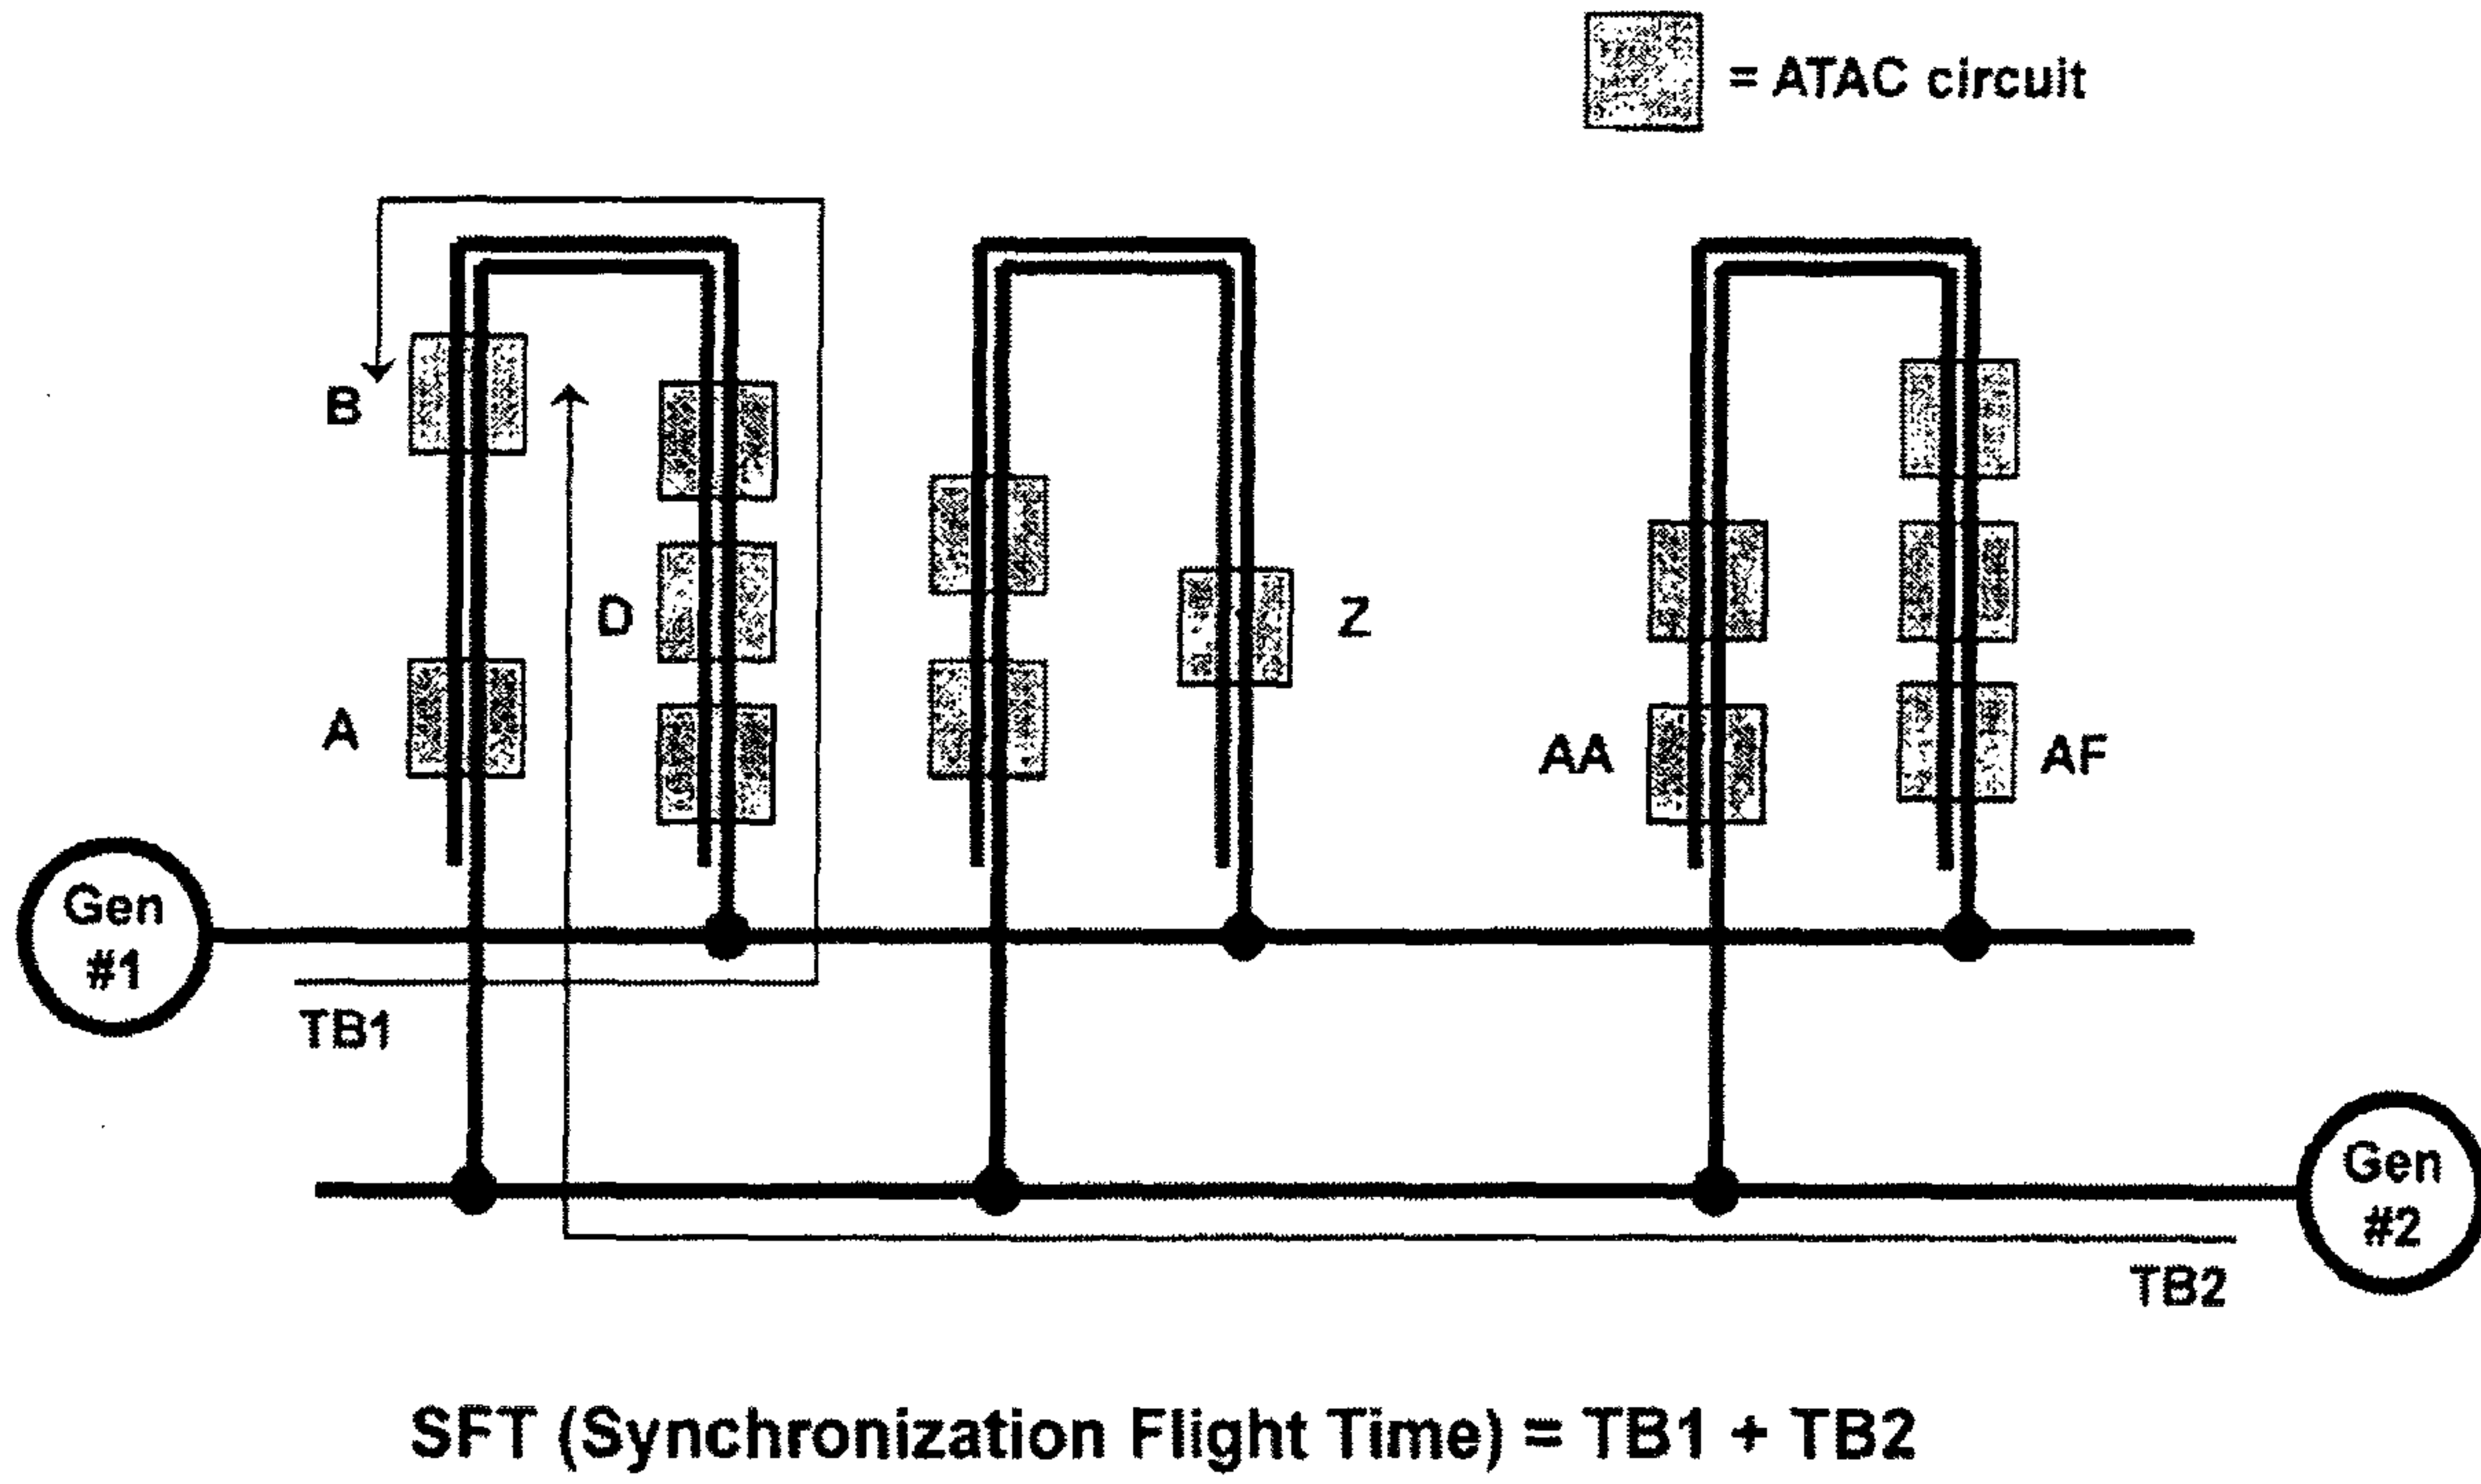 = ATAC circuit
B
D
Z
A
AA
AF
Gen
#1
TB1
Gen
#2
TB2
SFT (Synchronization Flight Time) = TB1 + TB2